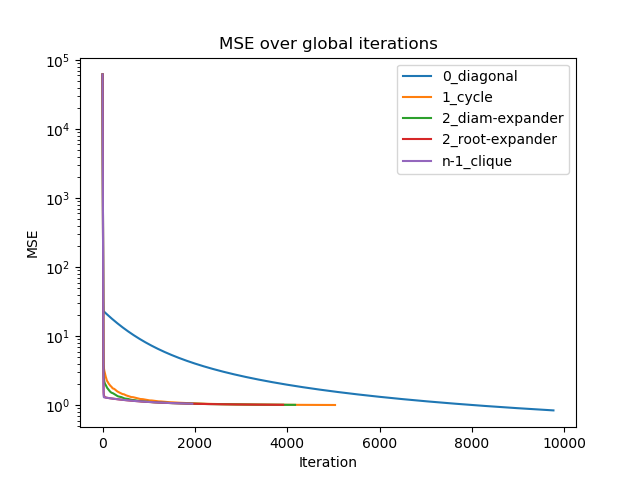 MSE over global iterations
MSE
10^5
10^4
10^3
10^2
10^1
10^0
0_diagonal
1_cycle
2_diam-expander
2_root-expander
n-1_clique
0 2000 4000 6000 8000 10000
Iteration